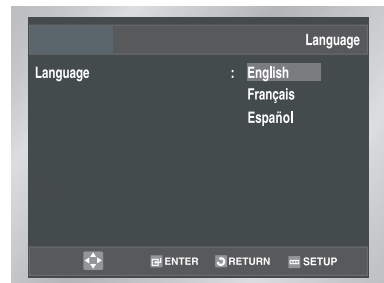 Language
Language : English
Français
Español
ENTER RETURN SETUP